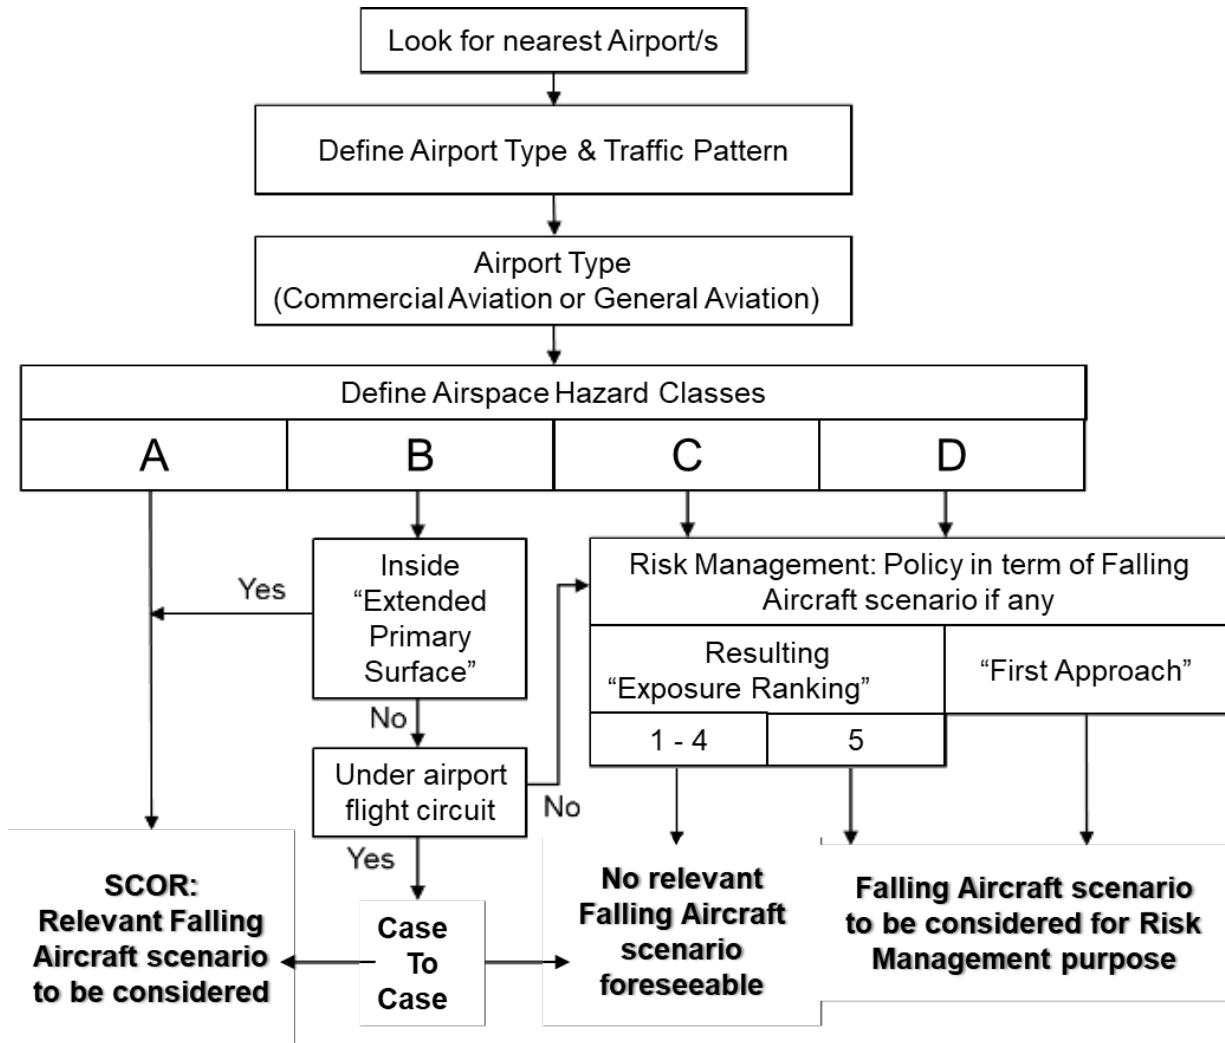 Look for nearest Airport/s
Define Airport Type & Traffic Pattern
Airport Type
(Commercial Aviation or General Aviation)
Define Airspace Hazard Classes
A
B
C
D
Inside
“Extended
Primary
Surface”
Yes
No
Under airport
flight circuit
No
Yes
Risk Management: Policy in term of Falling
Aircraft scenario if any
Resulting
“Exposure Ranking”
“First Approach”
1 - 4
5
SCOR:
Relevant Falling
Aircraft scenario
to be considered
Case
To
Case
No relevant
Falling Aircraft
scenario
foreseeable
Falling Aircraft scenario
to be considered for Risk
Management purpose